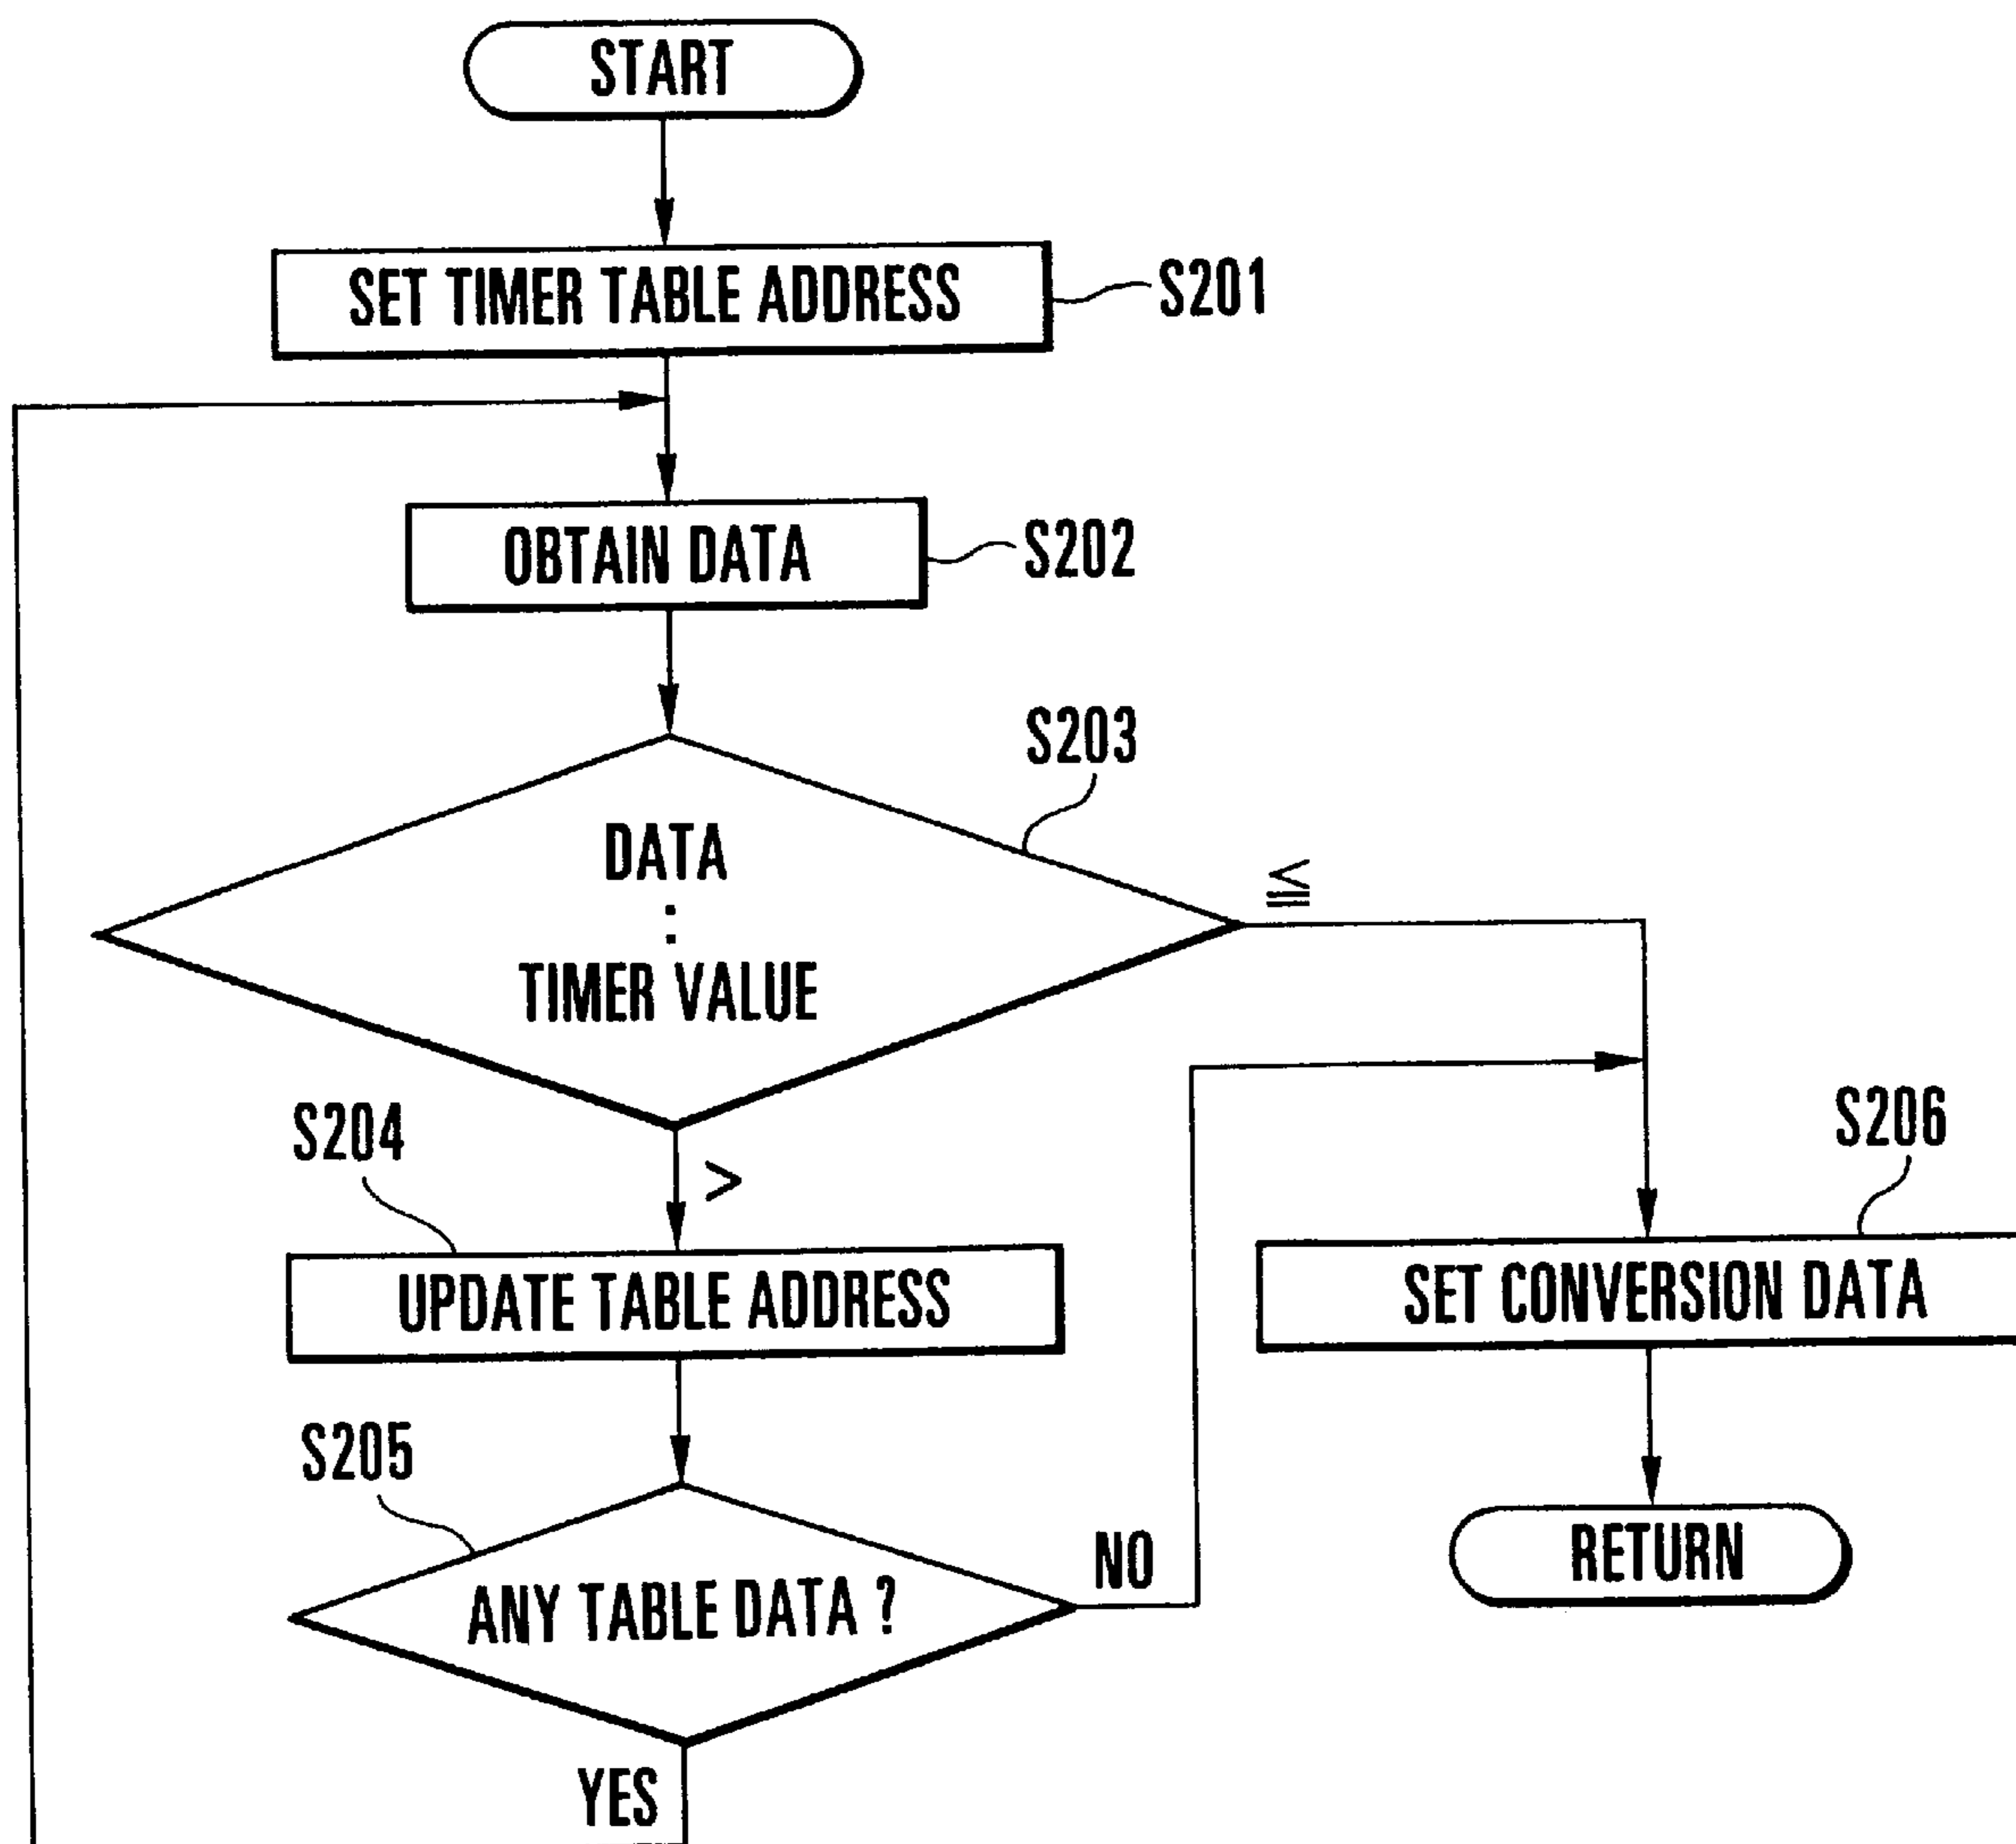 START
SET TIMER TABLE ADDRESS
S201
OBTAIN DATA
S202
S203
DATA
:
TIMER VALUE
≦
S204
>
S206
UPDATE TABLE ADDRESS
SET CONVERSION DATA
S205
ANY TABLE DATA ?
NO
RETURN
YES